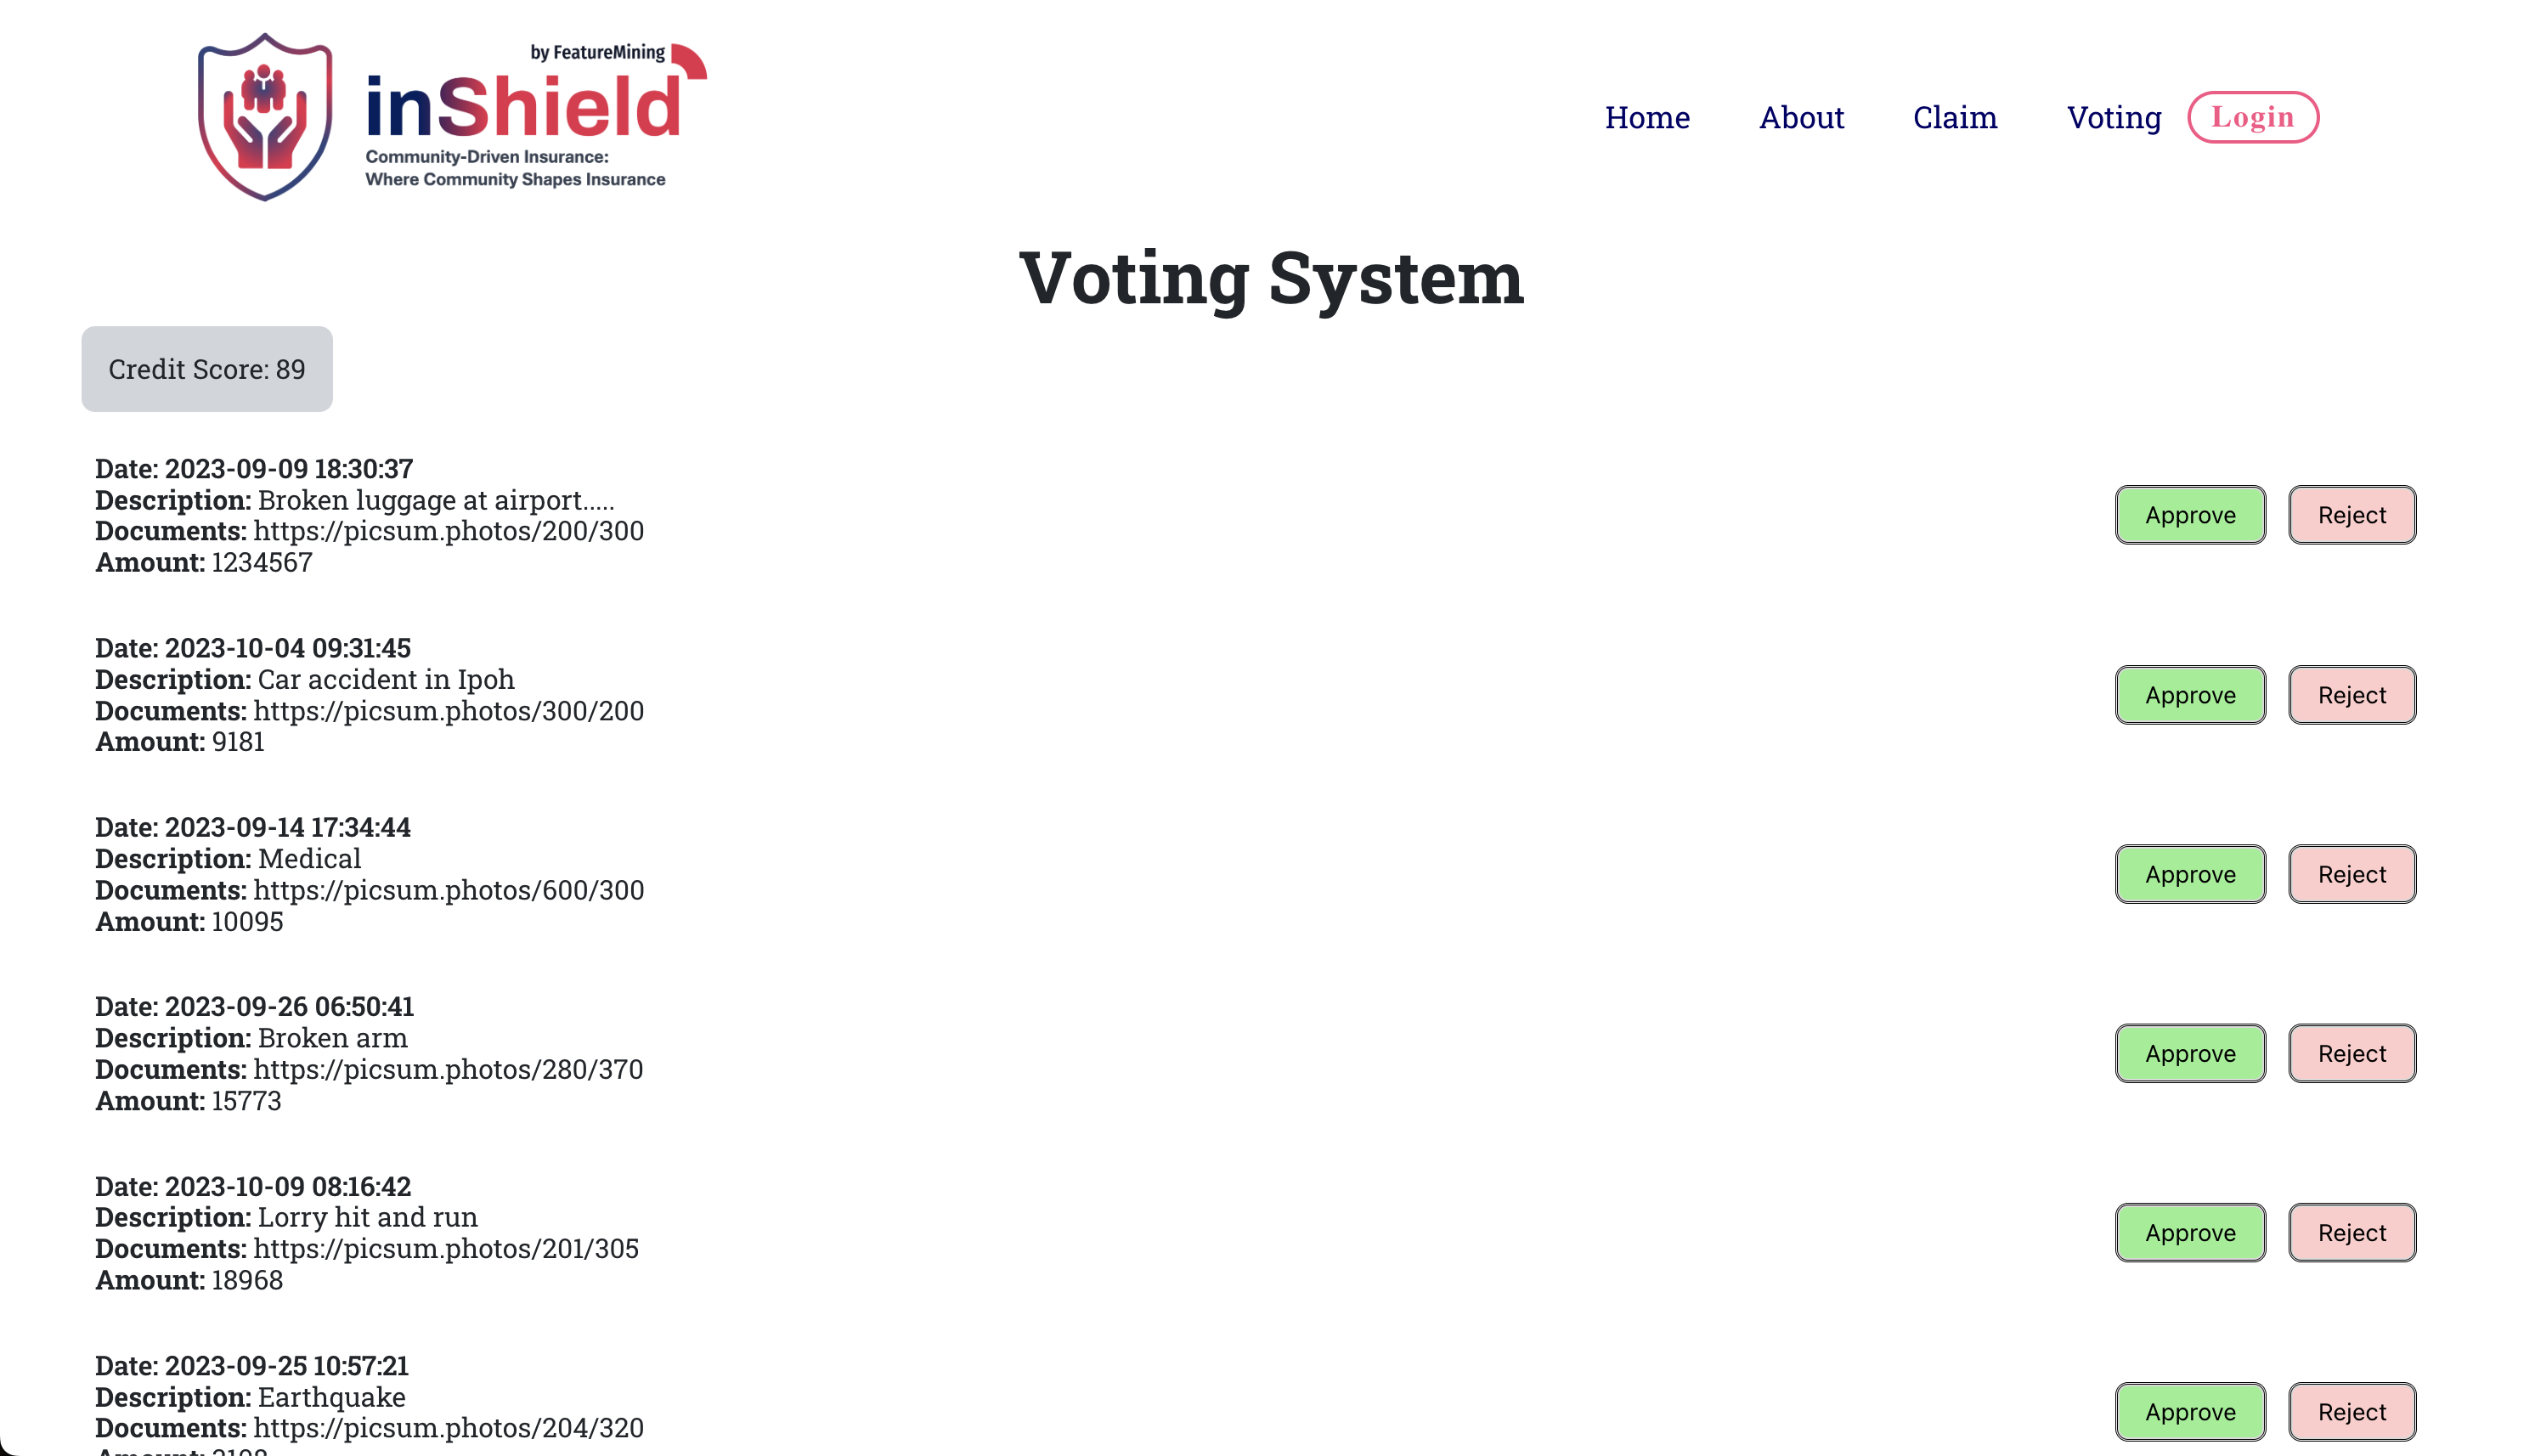 by FeatureMining
inShield
Community-Driven Insurance:
Where Community Shapes Insurance
Home About Claim Voting Login
Voting System
Credit Score: 89
Date: 2023-09-09 18:30:37
Description: Broken luggage at airport.....
Documents: https://picsum.photos/200/300
Amount: 1234567
Approve Reject
Date: 2023-10-04 09:31:45
Description: Car accident in Ipoh
Documents: https://picsum.photos/300/200
Amount: 9181
Approve Reject
Date: 2023-09-14 17:34:44
Description: Medical
Documents: https://picsum.photos/600/300
Amount: 10095
Approve Reject
Date: 2023-09-26 06:50:41
Description: Broken arm
Documents: https://picsum.photos/280/370
Amount: 15773
Approve Reject
Date: 2023-10-09 08:16:42
Description: Lorry hit and run
Documents: https://picsum.photos/201/305
Amount: 18968
Approve Reject
Date: 2023-09-25 10:57:21
Description: Earthquake
Documents: https://picsum.photos/204/320
Approve Reject